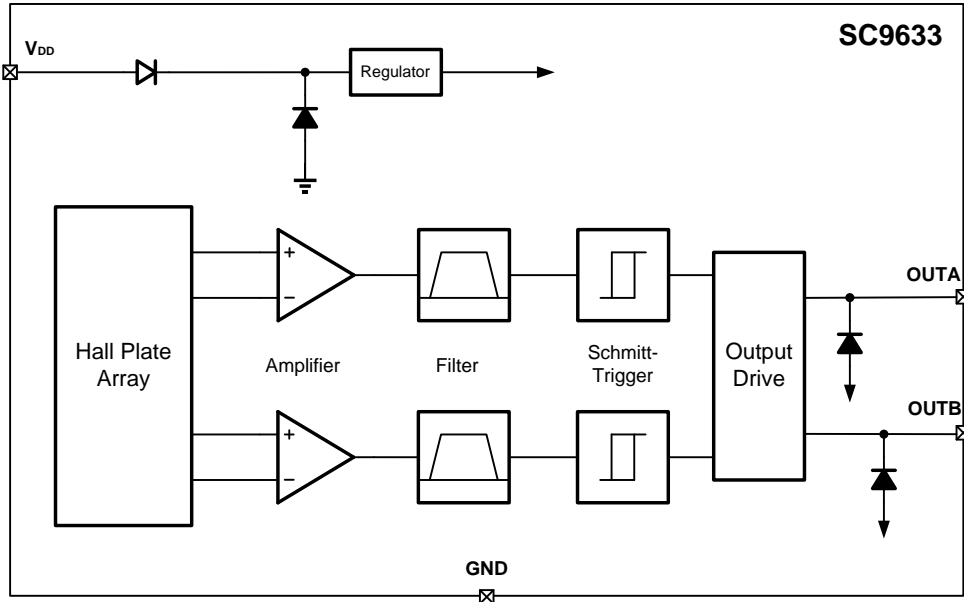 SC9633
VDD
Regulator
+
−
OUTA
Hall Plate
Array
Amplifier
Filter
Schmitt-
Trigger
Output
Drive
OUTB
+
−
GND